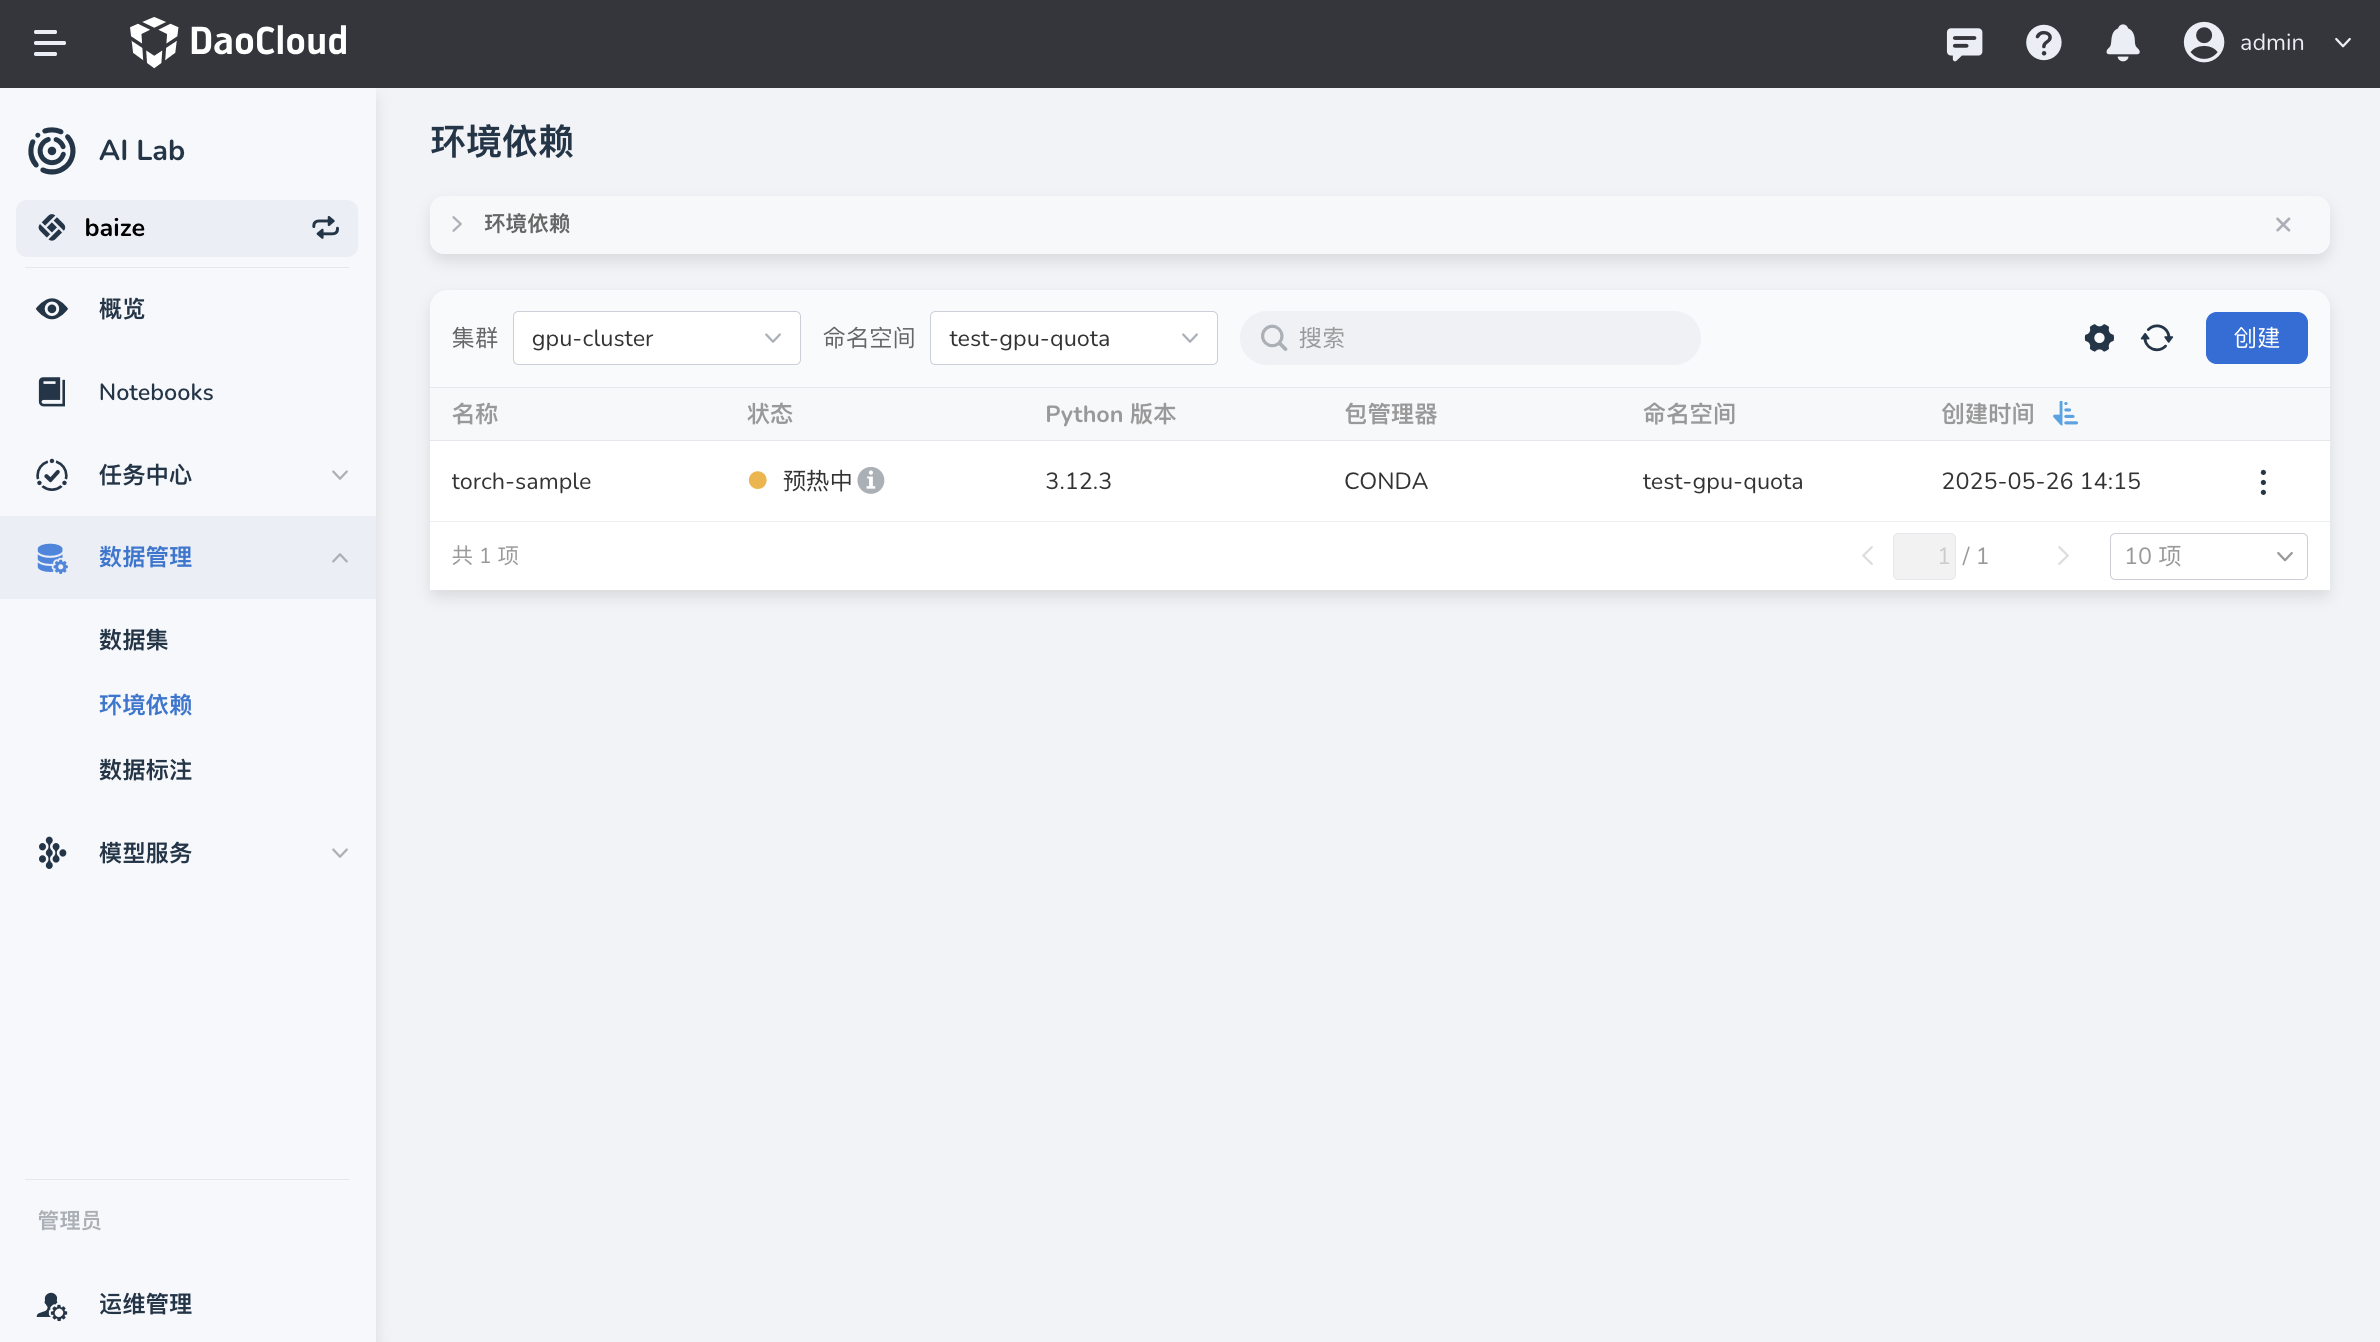 DaoCloud
admin
AI Lab
baize
概览
Notebooks
任务中心
数据管理
数据集
环境依赖
数据标注
模型服务
管理员
运维管理
环境依赖
环境依赖
集群 gpu-cluster 命名空间 test-gpu-quota 搜索 创建
名称 状态 Python 版本 包管理器 命名空间 创建时间
torch-sample 预热中 3.12.3 CONDA test-gpu-quota 2025-05-26 14:15
共 1 项 1 / 1 10 项